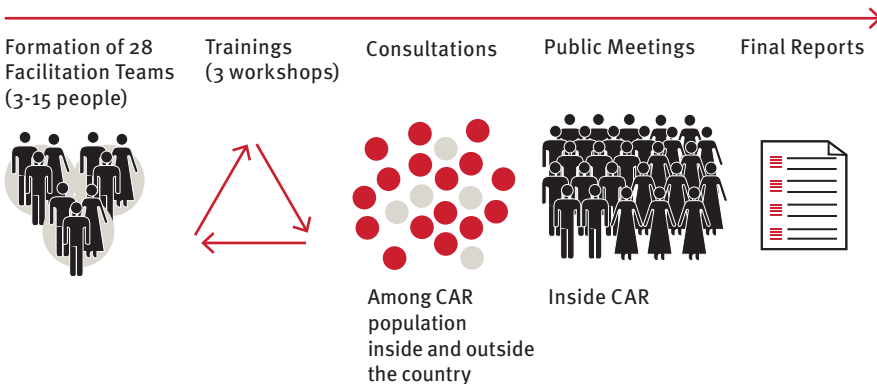 Formation of 28
Facilitation Teams
(3-15 people)
Trainings
(3 workshops)
Consultations
Public Meetings
Final Reports
Among CAR
population
inside and outside
the country
Inside CAR